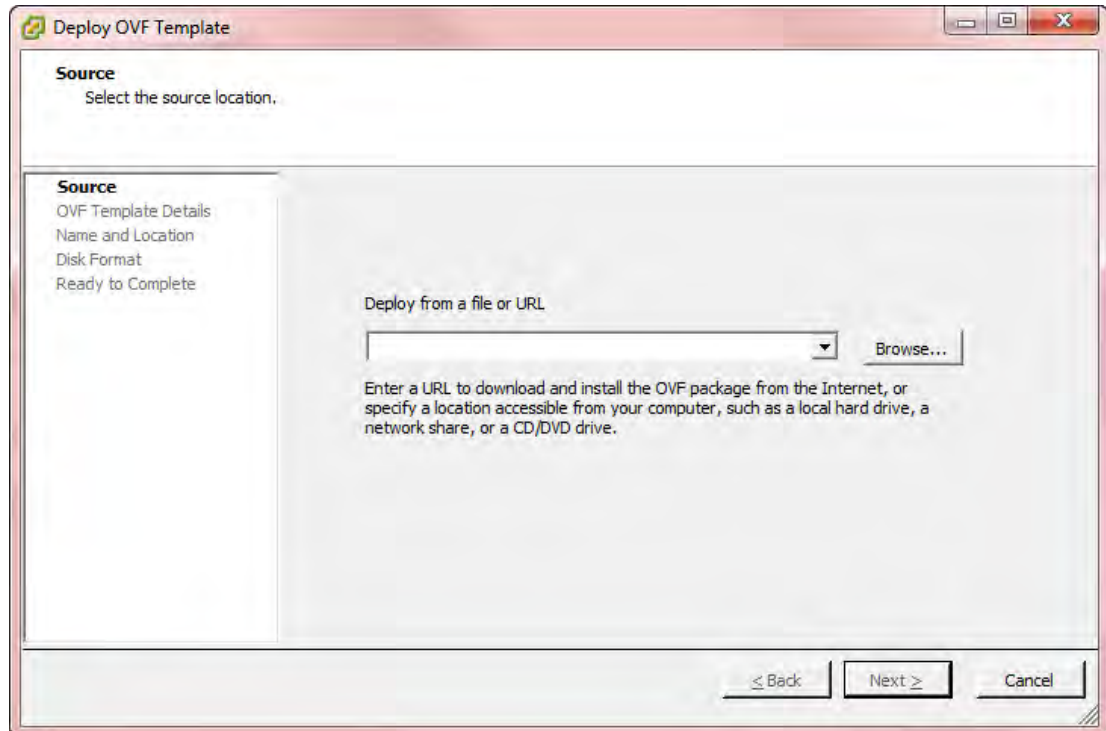 Deploy OVF Template
Source
Select the source location.
Source
OVF Template Details
Name and Location
Disk Format
Ready to Complete
Deploy from a file or URL
Browse...
Enter a URL to download and install the OVF package from the Internet, or
specify a location accessible from your computer, such as a local hard drive, a
network share, or a CD/DVD drive.
< Back
Next >
Cancel